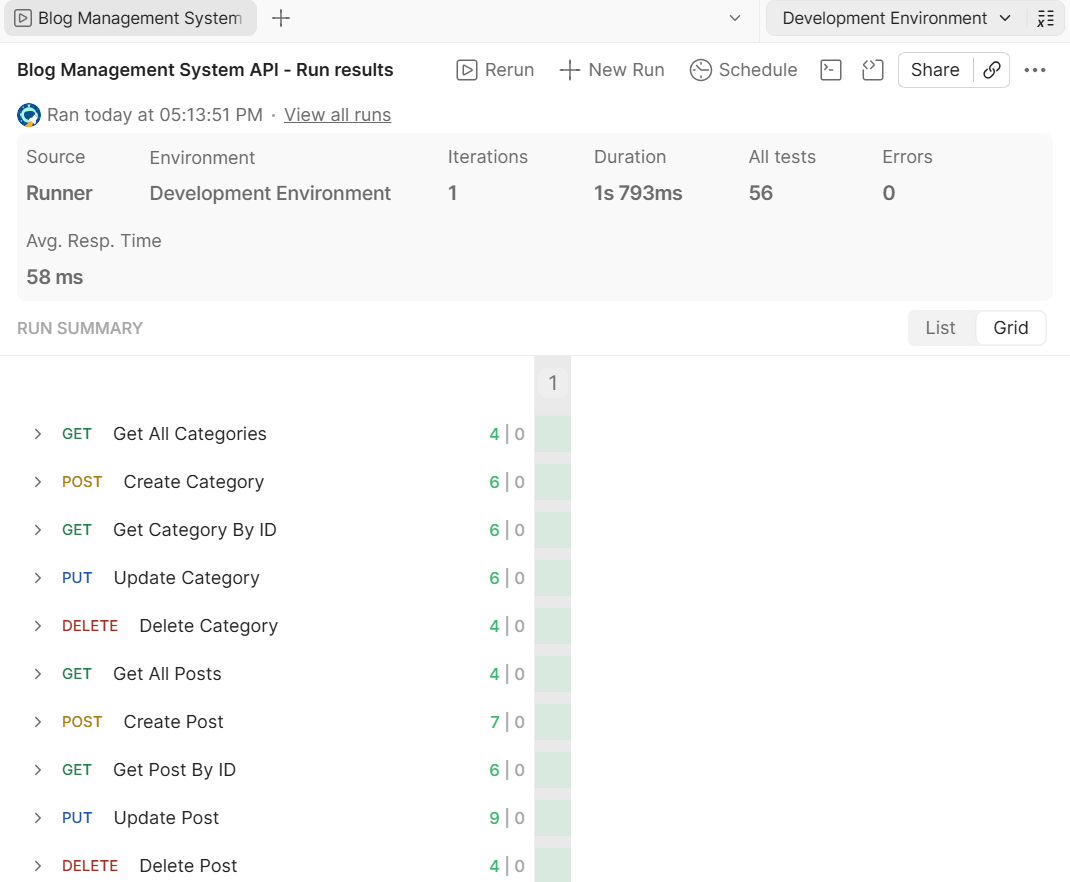 Blog Management System
Development Environment
Blog Management System API - Run results
Rerun
New Run
Schedule
Share
Ran today at 05:13:51 PM · View all runs
Source
Environment
Iterations
Duration
All tests
Errors
Runner
Development Environment
1
1s 793ms
56
0
Avg. Resp. Time
58 ms
RUN SUMMARY
List
Grid
1
GET Get All Categories 4 | 0
POST Create Category 6 | 0
GET Get Category By ID 6 | 0
PUT Update Category 6 | 0
DELETE Delete Category 4 | 0
GET Get All Posts 4 | 0
POST Create Post 7 | 0
GET Get Post By ID 6 | 0
PUT Update Post 9 | 0
DELETE Delete Post 4 | 0